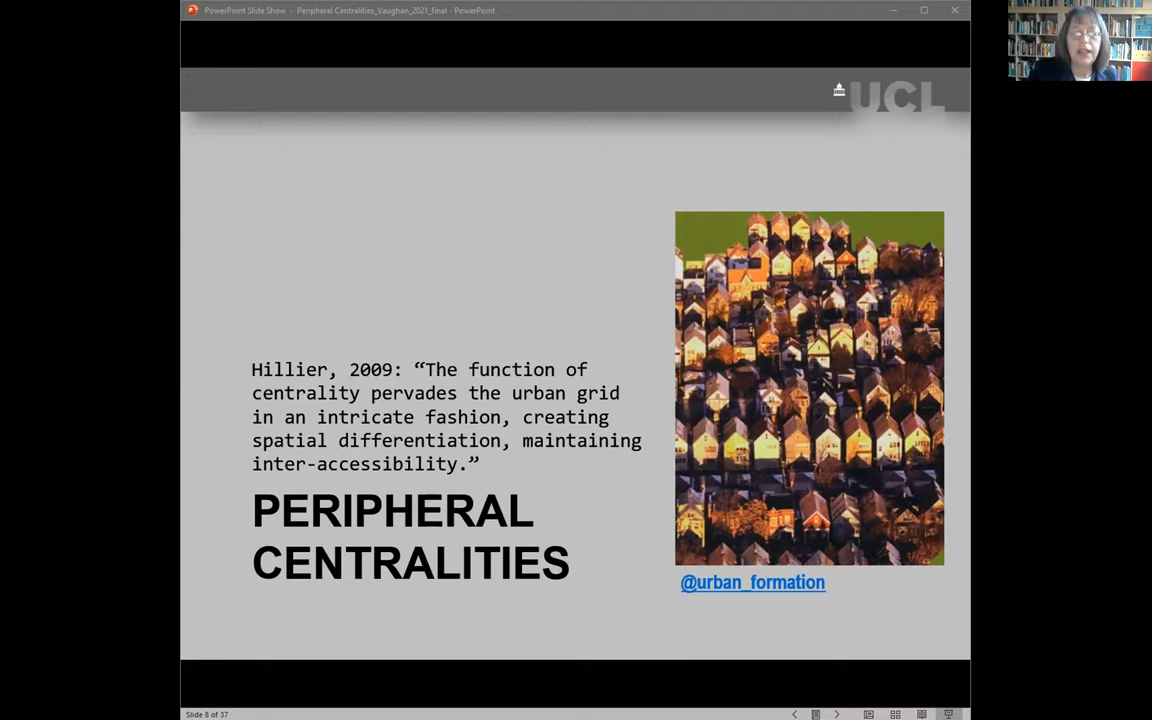 PowerPoint Slide Show - Peripheral Centralities_Vaughan_2021_final - PowerPoint
UCL
Hillier, 2009: “The function of
centrality pervades the urban grid
in an intricate fashion, creating
spatial differentiation, maintaining
inter-accessibility.”
PERIPHERAL
CENTRALITIES
@urban_formation
Slide 8 of 37